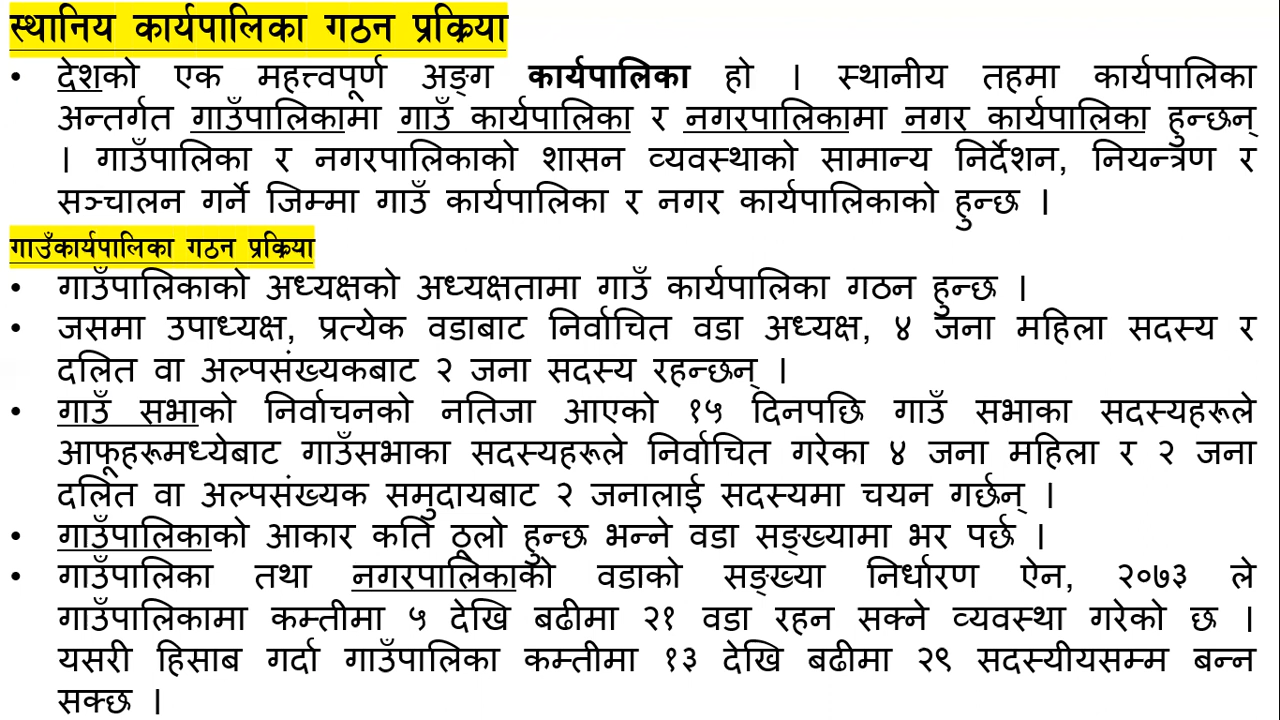 स्थानिय कार्यपालिका गठन प्रक्रिया
• देशको एक महत्त्वपूर्ण अङ्ग कार्यपालिका हो । स्थानीय तहमा कार्यपालिका
अन्तर्गत गाउँपालिकामा गाउँ कार्यपालिका र नगरपालिकामा नगर कार्यपालिका हुन्छन्
। गाउँपालिका र नगरपालिकाको शासन व्यवस्थाको सामान्य निर्देशन, नियन्त्रण र
सञ्चालन गर्ने जिम्मा गाउँ कार्यपालिका र नगर कार्यपालिकाको हुन्छ ।
गाउँकार्यपालिका गठन प्रक्रिया
• गाउँपालिकाको अध्यक्षको अध्यक्षतामा गाउँ कार्यपालिका गठन हुन्छ ।
• जसमा उपाध्यक्ष, प्रत्येक वडाबाट निर्वाचित वडा अध्यक्ष, ४ जना महिला सदस्य र
दलित वा अल्पसंख्यकबाट २ जना सदस्य रहन्छन् ।
• गाउँ सभाको निर्वाचनको नतिजा आएको १५ दिनपछि गाउँ सभाका सदस्यहरूले
आफूहरूमध्येबाट गाउँसभाका सदस्यहरूले निर्वाचित गरेका ४ जना महिला र २ जना
दलित वा अल्पसंख्यक समुदायबाट २ जनालाई सदस्यमा चयन गर्छन् ।
• गाउँपालिकाको आकार कति ठूलो हुन्छ भन्ने वडा सङ्ख्यामा भर पर्छ ।
• गाउँपालिका तथा नगरपालिकाको वडाको सङ्ख्या निर्धारण ऐन, २०७३ ले
गाउँपालिकामा कम्तीमा ५ देखि बढीमा २१ वडा रहन सक्ने व्यवस्था गरेको छ ।
यसरी हिसाब गर्दा गाउँपालिका कम्तीमा १३ देखि बढीमा २९ सदस्यीयसम्म बन्न
सक्छ ।